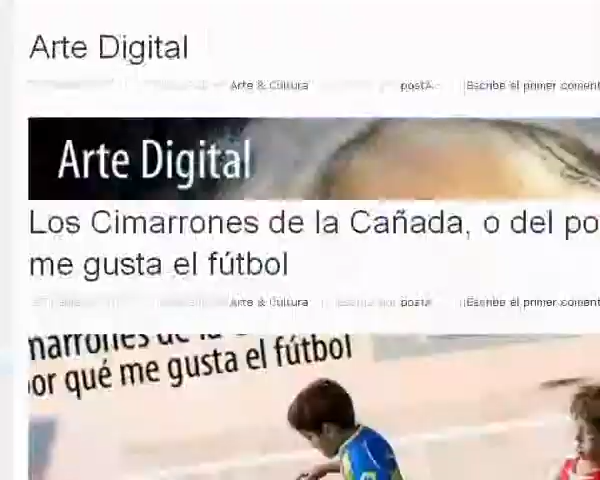 Arte Digital
Arte & Cultura
Escribe el primer coment
Arte Digital
Los Cimarrones de la Cañada, o del po
me gusta el fútbol
Arte & Cultura posta Escribe el primer coment
or qué me gusta el fútbol